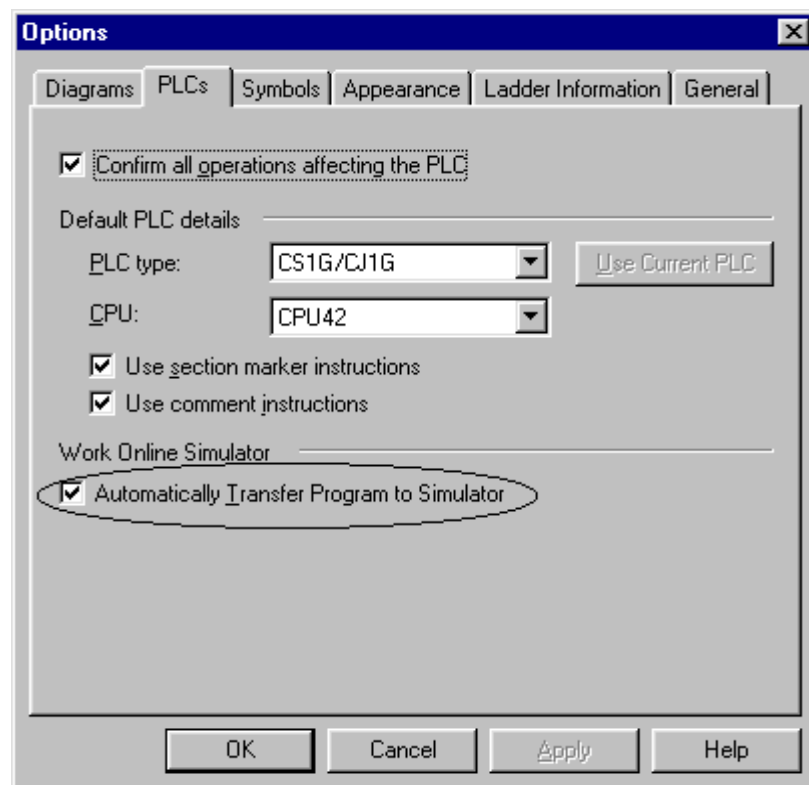 Options
Diagrams PLCs Symbols Appearance Ladder Information General
Confirm all operations affecting the PLC
Default PLC details
PLC type: CS1G/CJ1G Use Current PLC
CPU: CPU42
Use section marker instructions
Use comment instructions
Work Online Simulator
Automatically Transfer Program to Simulator
OK Cancel Apply Help